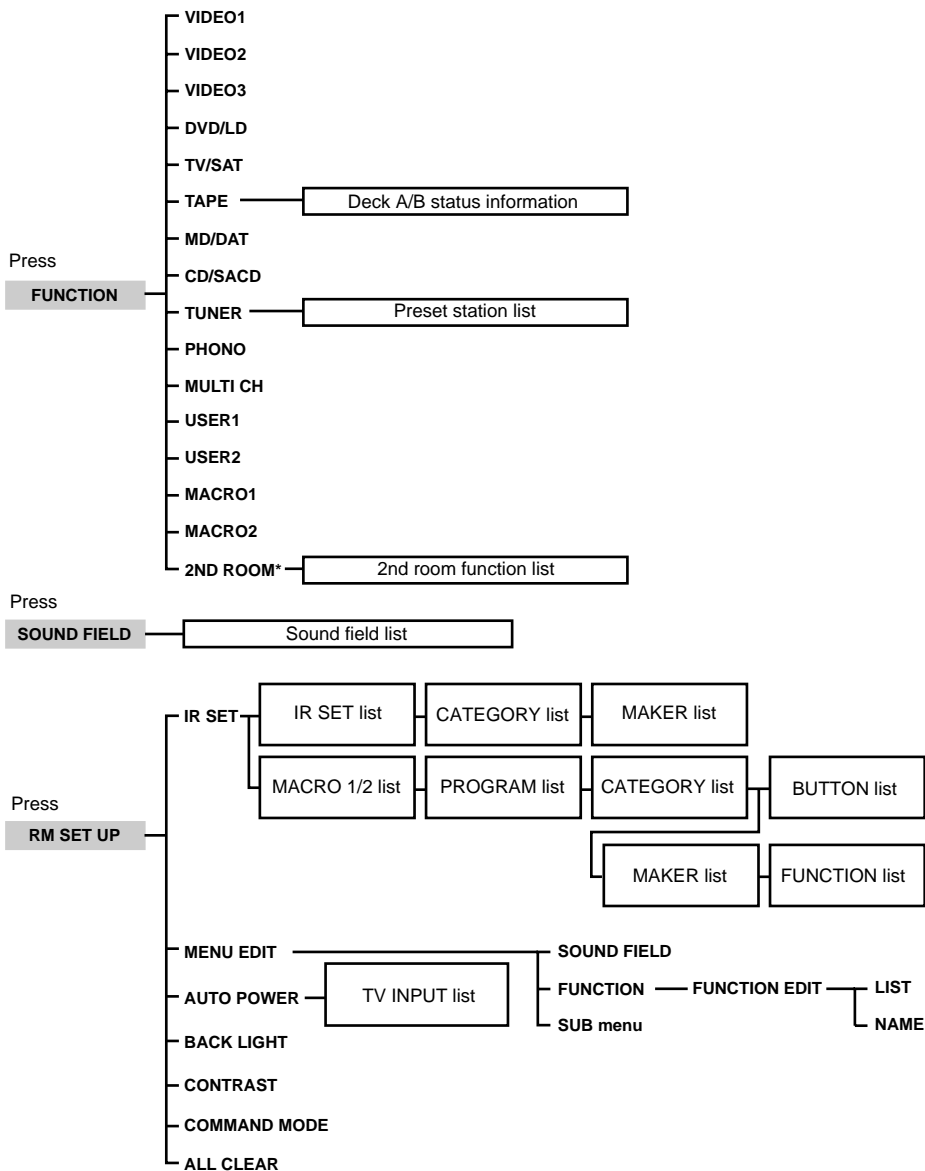 VIDEO1
VIDEO2
VIDEO3
DVD/LD
TV/SAT
TAPE Deck A/B status information
MD/DAT
Press
CD/SACD
FUNCTION
TUNER Preset station list
PHONO
MULTI CH
USER1
USER2
MACRO1
MACRO2
2ND ROOM* 2nd room function list
Press
SOUND FIELD Sound field list
IR SET IR SET list CATEGORY list MAKER list
MACRO 1/2 list PROGRAM list CATEGORY list BUTTON list
Press
RM SET UP
MAKER list FUNCTION list
MENU EDIT SOUND FIELD
AUTO POWER TV INPUT list FUNCTION FUNCTION EDIT LIST
SUB menu NAME
BACK LIGHT
CONTRAST
COMMAND MODE
ALL CLEAR